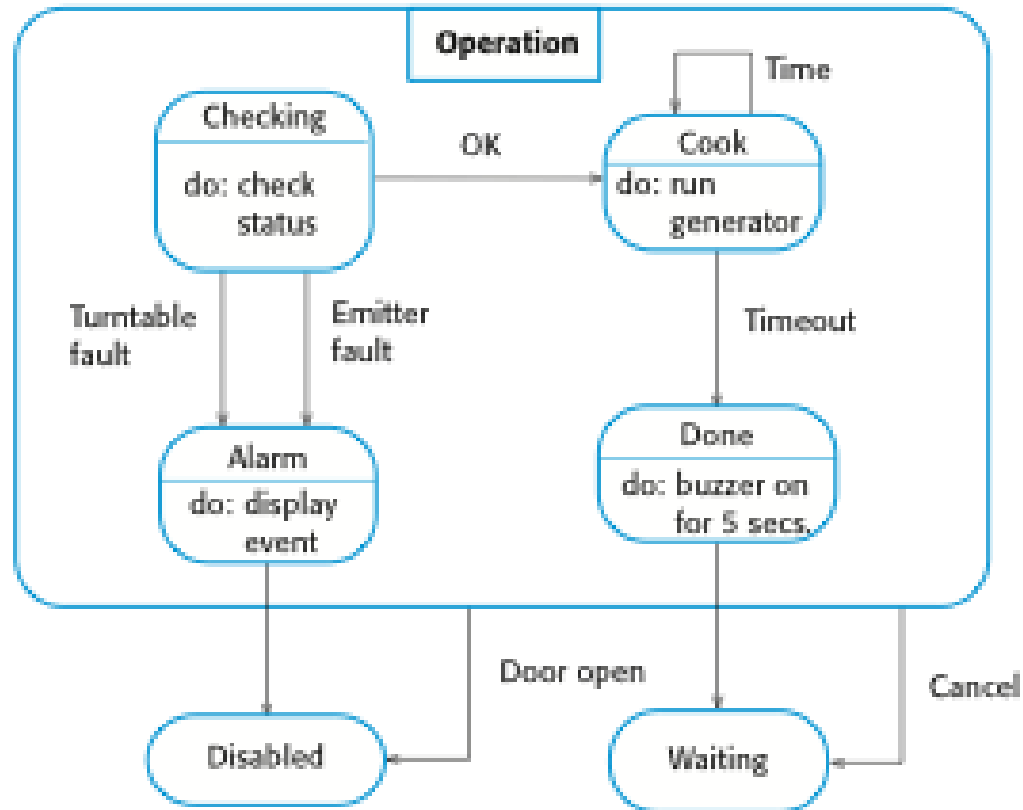 Operation
Checking
do: check
status
OK
Time
Cook
do: run
generator
Turntable
fault
Emitter
fault
Timeout
Alarm
do: display
event
Done
do: buzzer on
for 5 secs.
Door open
Cancel
Disabled
Waiting